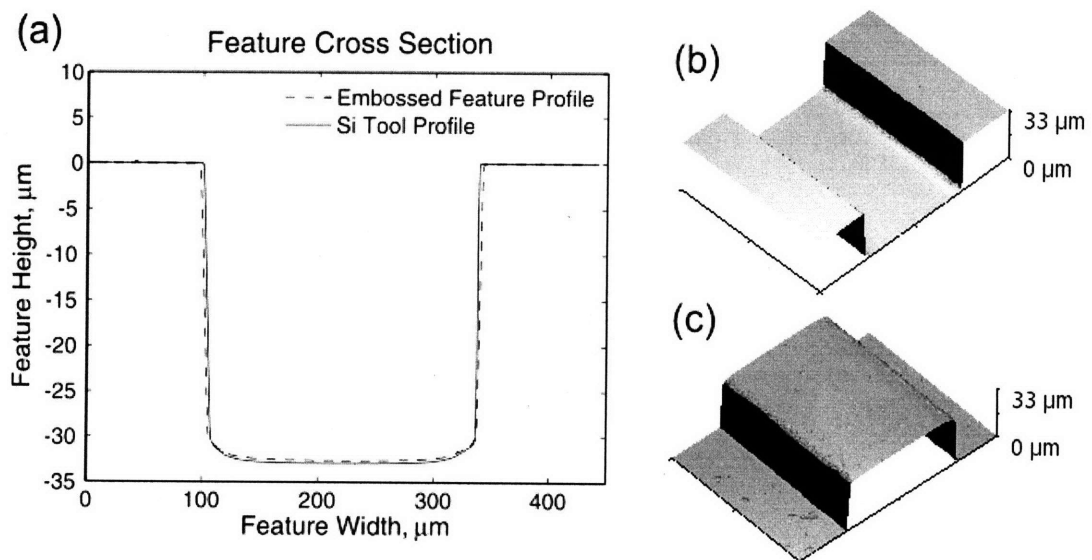 (a)
Feature Cross Section
10
5
0
-5
-10
-15
-20
-25
-30
-35
0
100
200
300
400
Feature Height, μm
Feature Width, μm
Embossed Feature Profile
Si Tool Profile
(b)
33 μm
0 μm
(c)
33 μm
0 μm